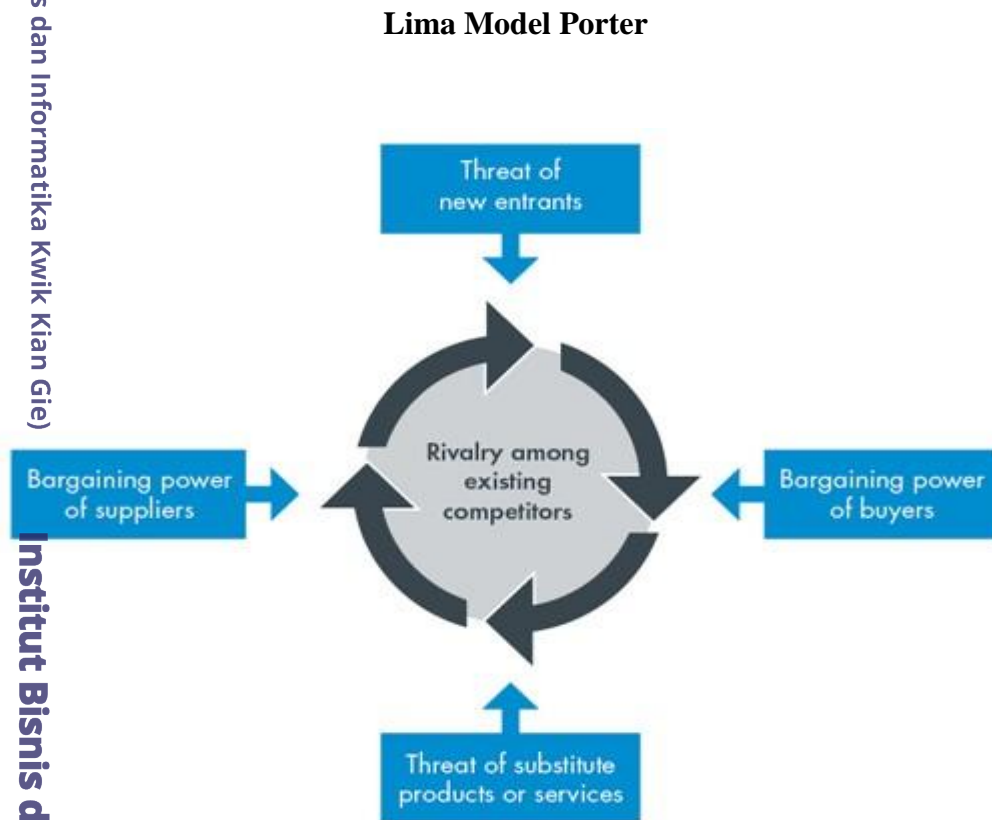 Lima Model Porter
s dan Informatika Kwik Kian Gie)
Institut Bisnis d
Threat of
new entrants
Rivalry among
existing
competitors
Bargaining power
of suppliers
Bargaining power
of buyers
Threat of substitute
products or services